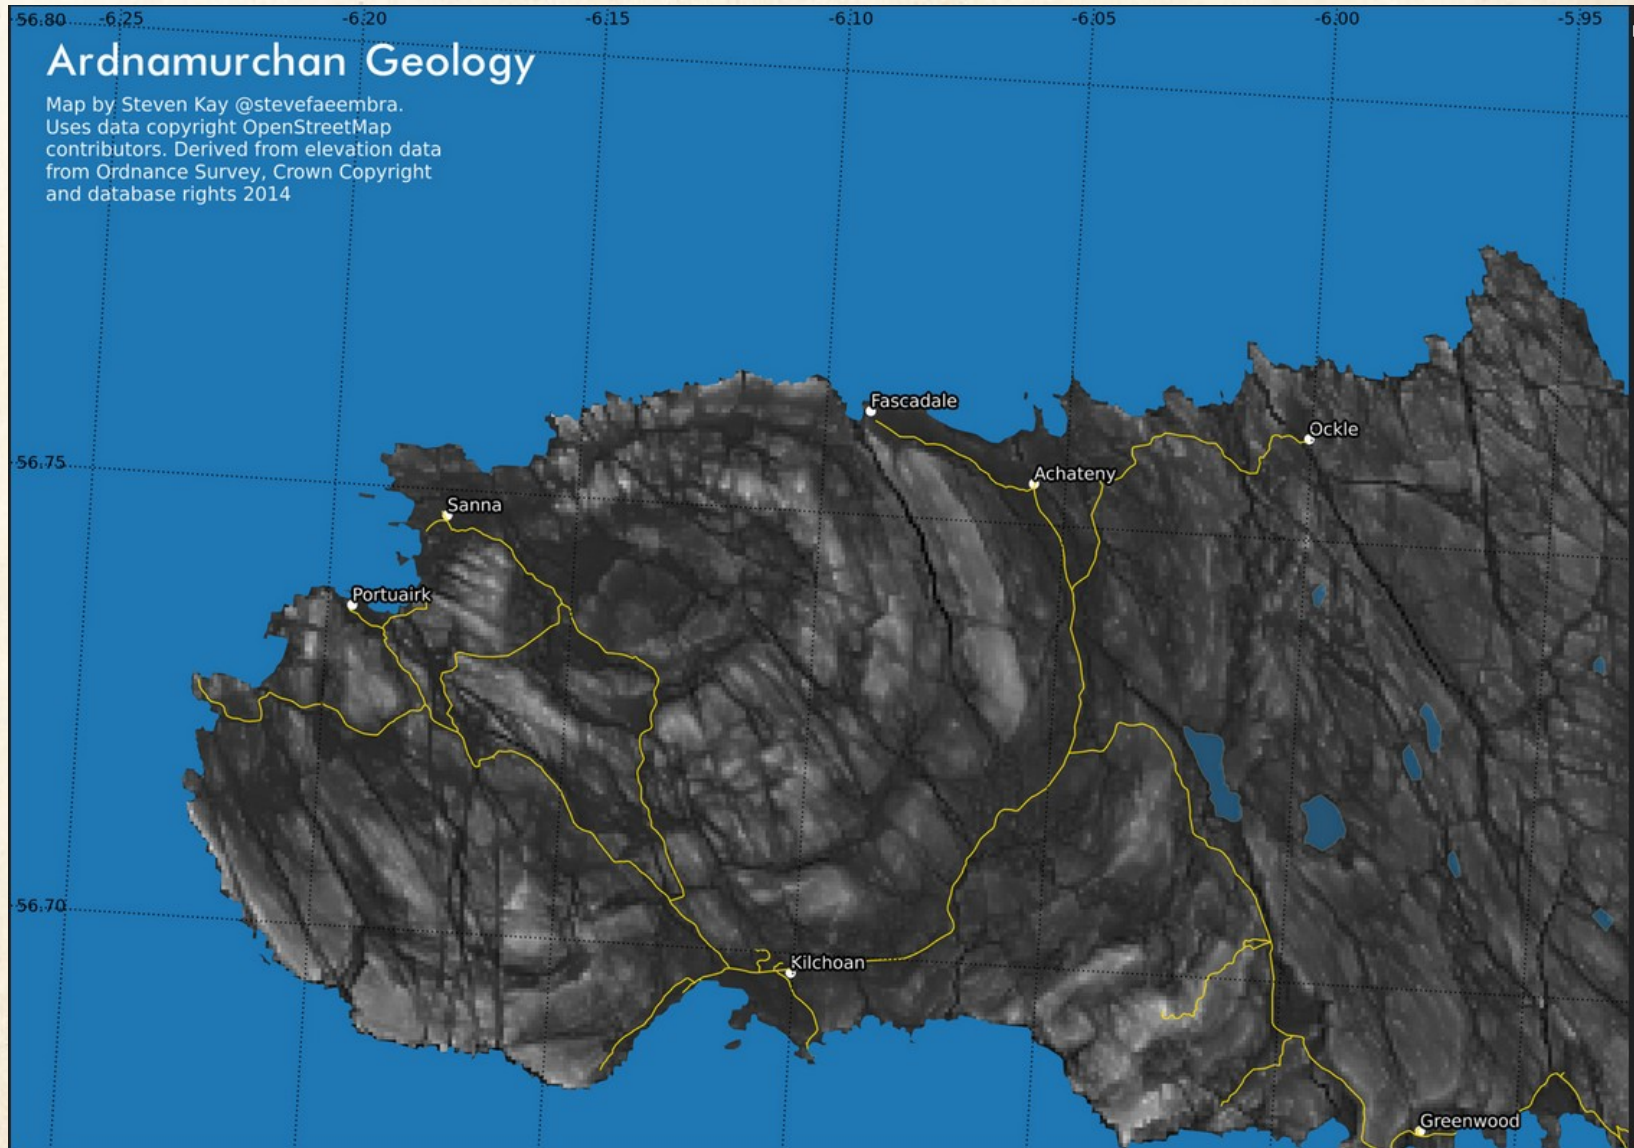 56.80 -6.25 -6.20 -6.15 -6.10 -6.05 -6.00 -5.95
Ardnamurchan Geology
Map by Steven Kay @stevefaeembra.
Uses data copyright OpenStreetMap
contributors. Derived from elevation data
from Ordnance Survey, Crown Copyright
and database rights 2014
Fascadale
Ockle
56.75
Achateny
Sanna
Portuairk
56.70
Kilchoan
Greenwood